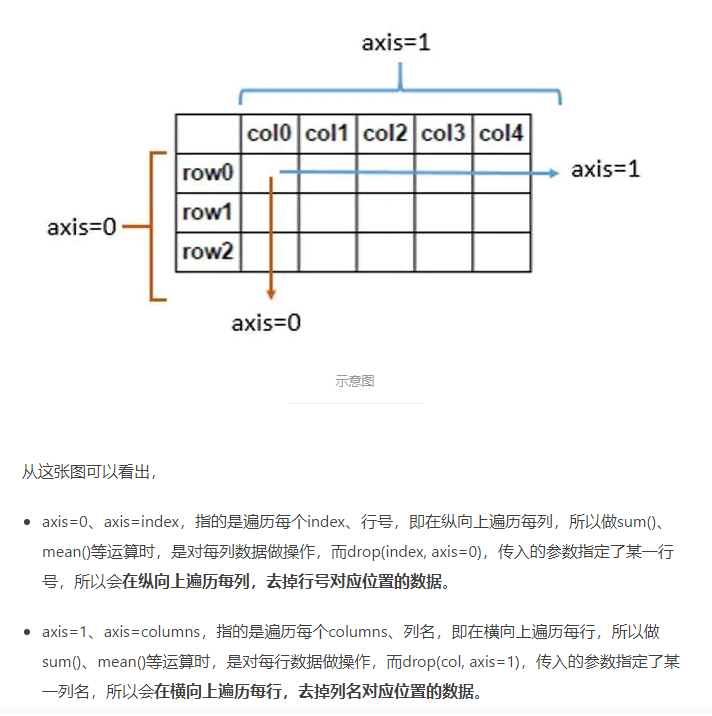 axis=1
col0 col1 col2 col3 col4
row0
axis=1
row1
axis=0
row2
axis=0
示意图
从这张图可以看出，
axis=0、axis=index，指的是遍历每个index、行号，即在纵向上遍历每列，所以做sum()、
mean()等运算时，是对每列数据做操作，而drop(index, axis=0)，传入的参数指定了某一行
号，所以会在纵向上遍历每列，去掉行号对应位置的数据。
axis=1、axis=columns，指的是遍历每个columns、列名，即在横向上遍历每行，所以做
sum()、mean()等运算时，是对每行数据做操作，而drop(col, axis=1)，传入的参数指定了某
一列名，所以会在横向上遍历每行，去掉列名对应位置的数据。